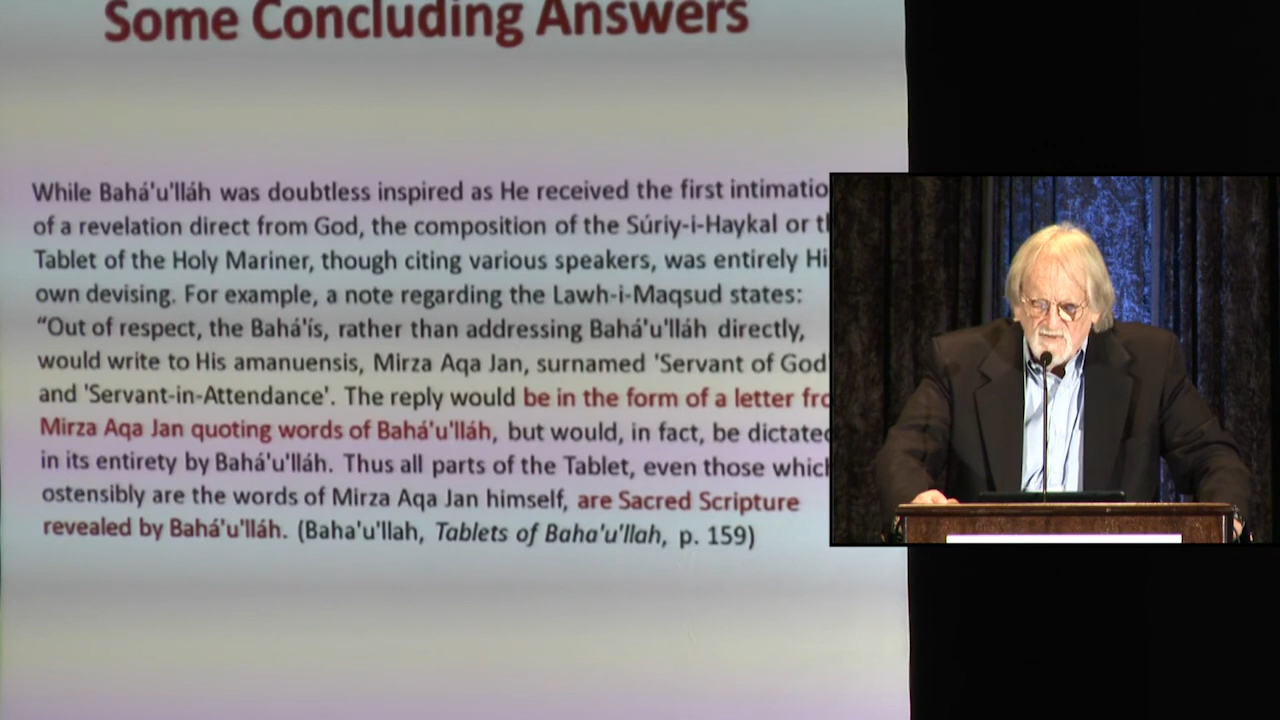 Some Concluding Answers
While Bahá'u'lláh was doubtless inspired as He received the first intimatio
of a revelation direct from God, the composition of the Súriy-i-Haykal or th
Tablet of the Holy Mariner, though citing various speakers, was entirely Hi
own devising. For example, a note regarding the Lawh-i-Maqsud states:
“Out of respect, the Bahá'ís, rather than addressing Bahá'u'lláh directly,
would write to His amanuensis, Mirza Aqa Jan, surnamed 'Servant of God'
and 'Servant-in-Attendance'. The reply would be in the form of a letter fro
Mirza Aqa Jan quoting words of Bahá'u'lláh, but would, in fact, be dictated
in its entirety by Bahá'u'lláh. Thus all parts of the Tablet, even those which
ostensibly are the words of Mirza Aqa Jan himself, are Sacred Scripture
revealed by Bahá'u'lláh. (Baha'u'llah, Tablets of Baha'u'llah, p. 159)